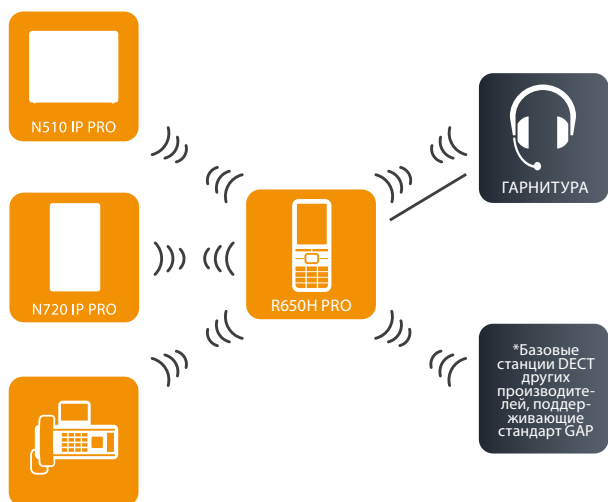 N510 IP PRO
ГАРНИТУРА
N720 IP PRO
R650H PRO
*Базовые
станции DECT
других
производите-
лей, поддер-
живающие
стандарт GAP